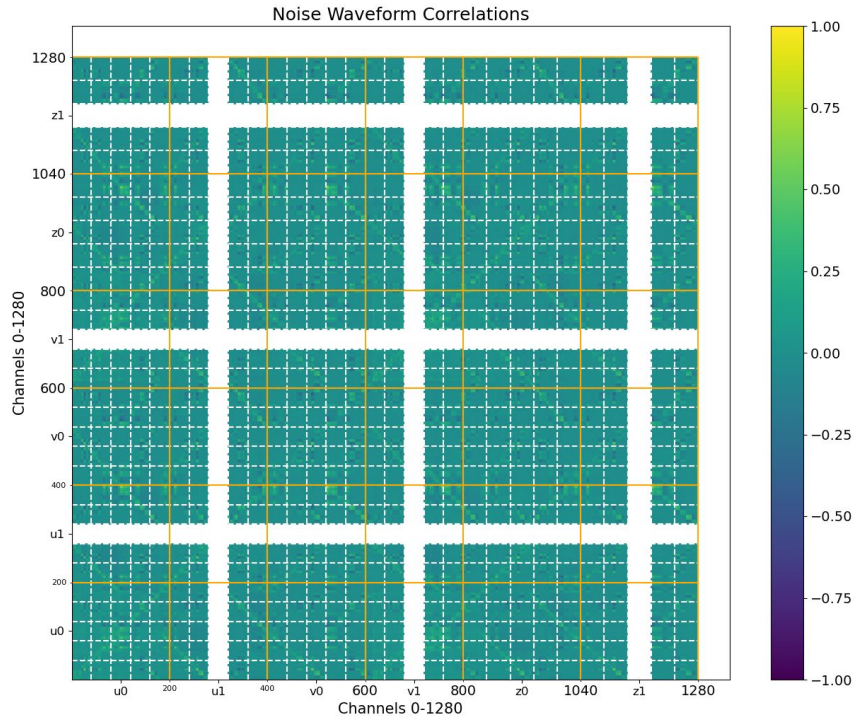 Noise Waveform Correlations
1280
z1
1040
z0
800
v1
600
v0
400
u1
200
u0
Channels 0-1280
u0 200 u1 400 v0 600 v1 800 z0 1040 z1 1280
Channels 0-1280
1.00
0.75
0.50
0.25
0.00
−0.25
−0.50
−0.75
−1.00